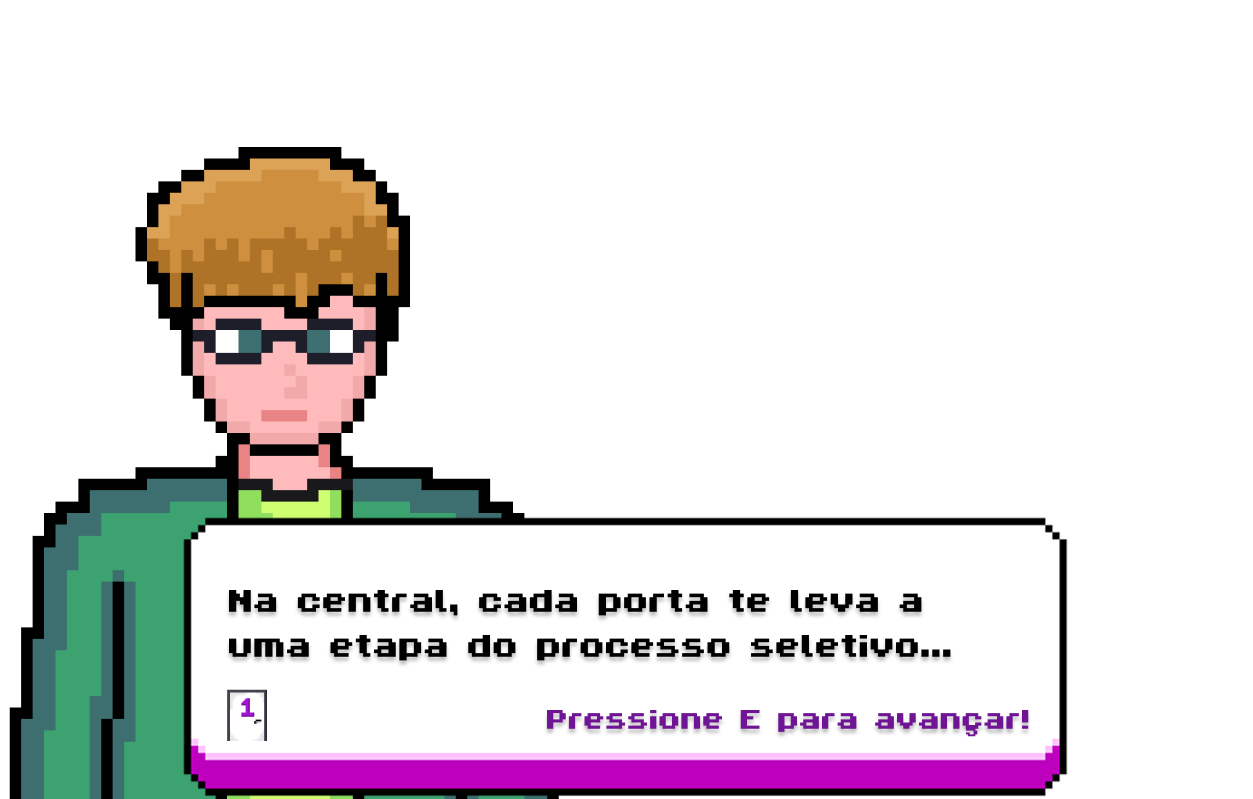 Na central, cada porta te leva a
uma etapa do processo seletivo...
1
Pressione E para avançar!